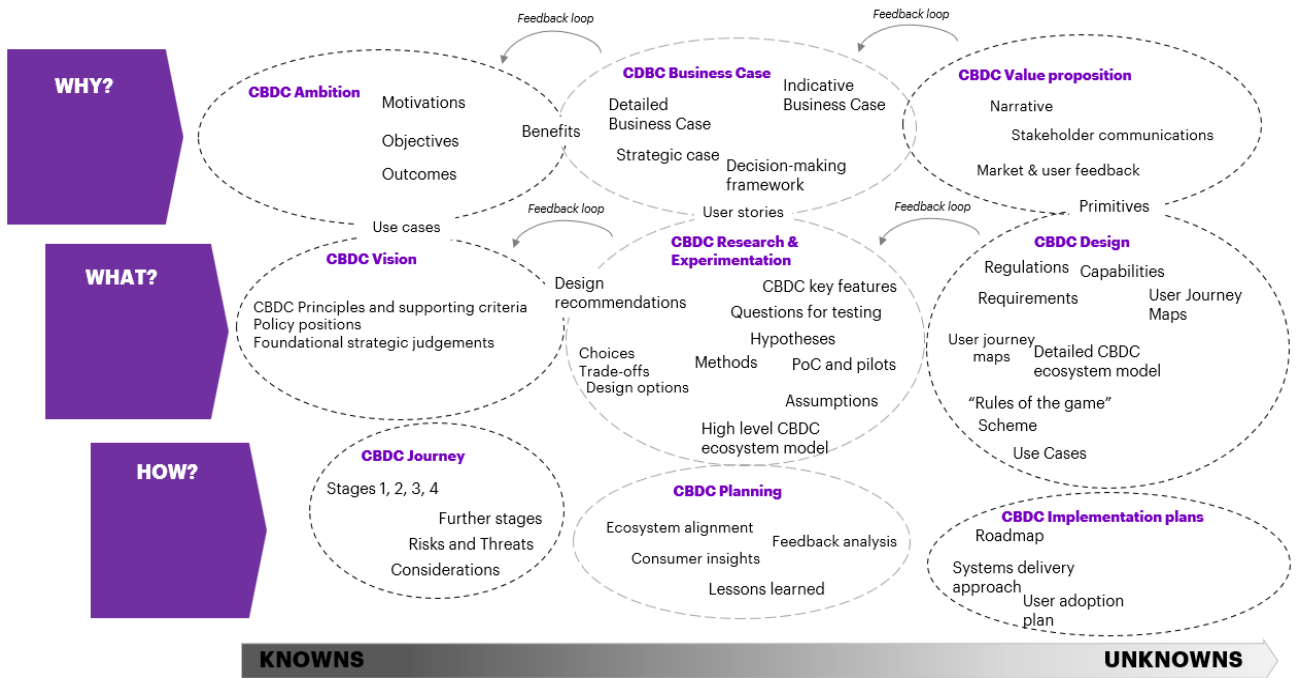 Feedback loop
Feedback loop
WHY?
CBDC Ambition
Motivations
Objectives
Outcomes
Benefits
CDBC Business Case
Indicative
Business Case
Detailed
Business Case
Strategic case
Decision-making
framework
CBDC Value proposition
Narrative
Stakeholder communications
Market & user feedback
Use cases
User stories
Primitives
Feedback loop
Feedback loop
WHAT?
CBDC Vision
CBDC Principles and supporting criteria
Policy positions
Foundational strategic judgements
Design
recommendations
CBDC Research &
Experimentation
CBDC key features
Questions for testing
Hypotheses
Choices
Trade-offs
Design options
Methods
PoC and pilots
Assumptions
High level CBDC
ecosystem model
CBDC Design
Regulations
Capabilities
Requirements
User Journey
Maps
User journey
maps
Detailed CBDC
ecosystem model
“Rules of the game”
Scheme
Use Cases
HOW?
CBDC Journey
Stages 1, 2, 3, 4
Further stages
Risks and Threats
Considerations
CBDC Planning
Ecosystem alignment
Feedback analysis
Consumer insights
Lessons learned
CBDC Implementation plans
Roadmap
Systems delivery
approach
User adoption
plan
KNOWNS
UNKNOWNS